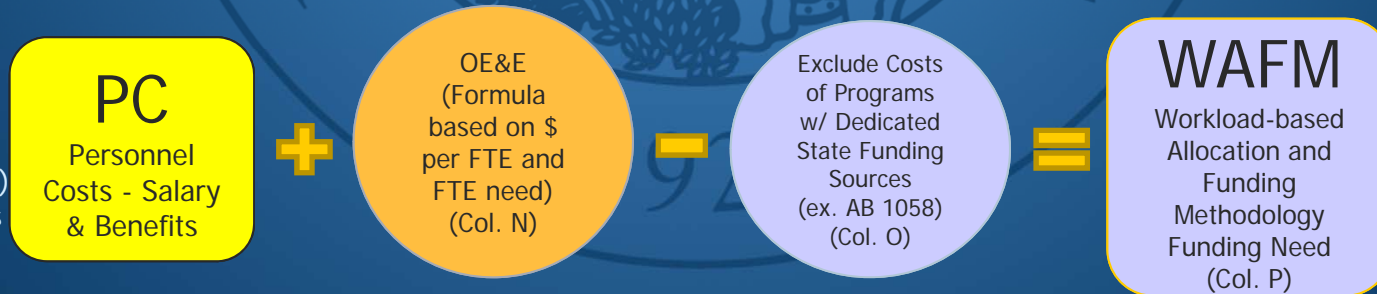 PC
Personnel
Costs - Salary
& Benefits
OE&E
(Formula
based on $
per FTE and
FTE need)
(Col. N)
Exclude Costs
of Programs
w/ Dedicated
State Funding
Sources
(ex. AB 1058)
(Col. O)
WAFM
Workload-based
Allocation and
Funding
Methodology
Funding Need
(Col. P)